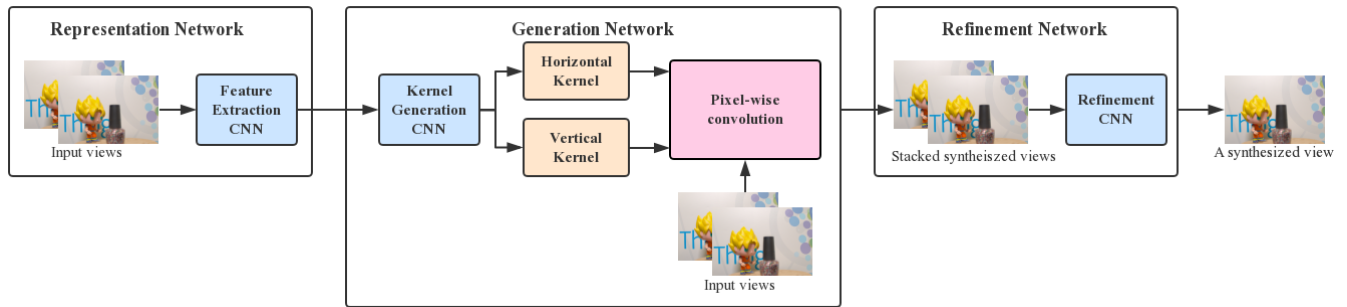 Representation Network
Feature
Extraction
CNN
Input views
Generation Network
Kernel
Generation
CNN
Horizontal
Kernel
Vertical
Kernel
Pixel-wise
convolution
Input views
Refinement Network
Stacked syntheiszed views
Refinement
CNN
A synthesized view